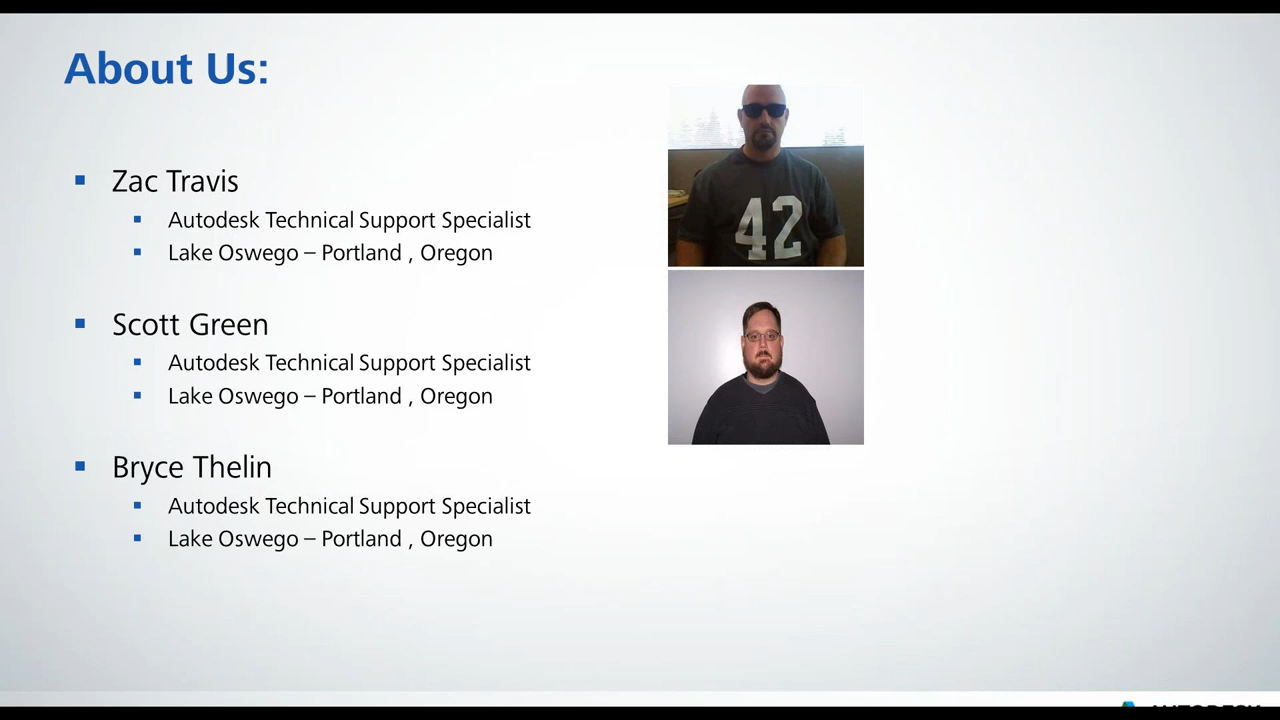 About Us:
Zac Travis
Autodesk Technical Support Specialist
Lake Oswego – Portland , Oregon
Scott Green
Autodesk Technical Support Specialist
Lake Oswego – Portland , Oregon
Bryce Thelin
Autodesk Technical Support Specialist
Lake Oswego – Portland , Oregon
42
AUTODESK